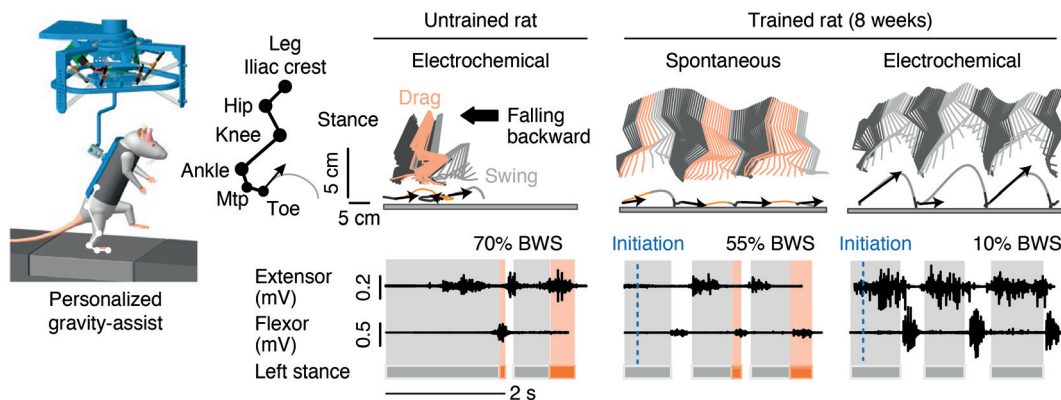 Untrained rat
Trained rat (8 weeks)
Electrochemical
Spontaneous
Electrochemical
Leg
Iliac crest
Hip
Knee
Ankle
Mtp
Toe
Stance
Drag
Falling
backward
Swing
5 cm
5 cm
Personalized
gravity-assist
70% BWS
Initiation
55% BWS
Initiation
10% BWS
Extensor
(mV)
0.2
Flexor
(mV)
0.5
Left stance
2 s